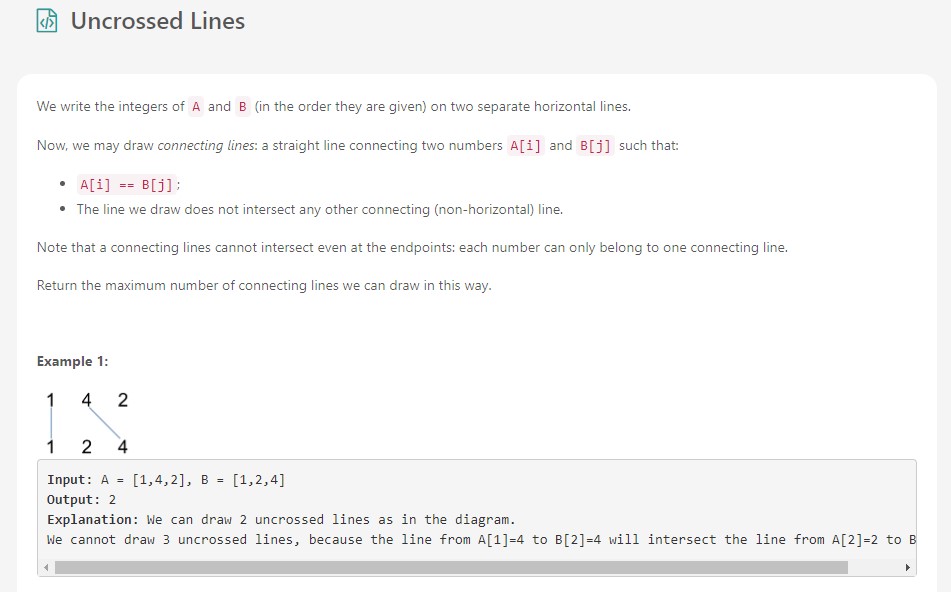 Uncrossed Lines
We write the integers of A and B (in the order they are given) on two separate horizontal lines.
Now, we may draw connecting lines: a straight line connecting two numbers A[i] and B[j] such that:
• A[i] == B[j];
• The line we draw does not intersect any other connecting (non-horizontal) line.
Note that a connecting lines cannot intersect even at the endpoints: each number can only belong to one connecting line.
Return the maximum number of connecting lines we can draw in this way.
Example 1:
1 4 2
1 2 4
Input: A = [1,4,2], B = [1,2,4]
Output: 2
Explanation: We can draw 2 uncrossed lines as in the diagram.
We cannot draw 3 uncrossed lines, because the line from A[1]=4 to B[2]=4 will intersect the line from A[2]=2 to B